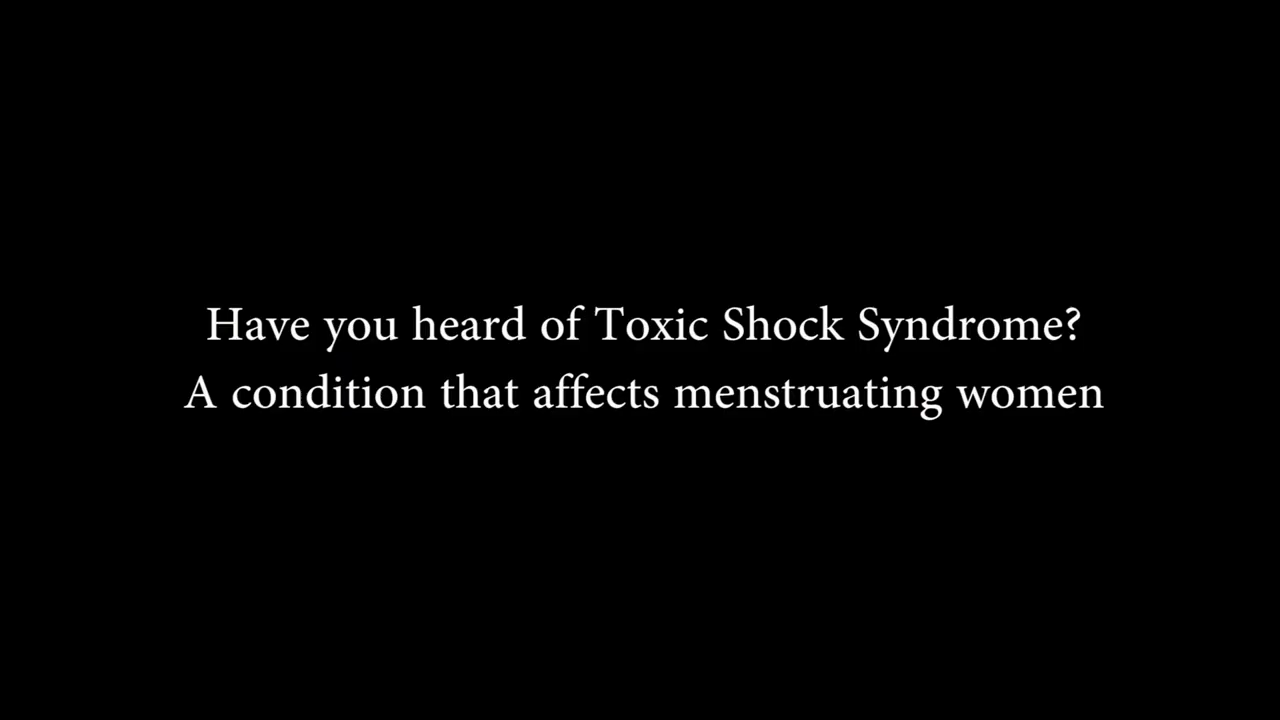 Have you heard of Toxic Shock Syndrome?
A condition that affects menstruating women